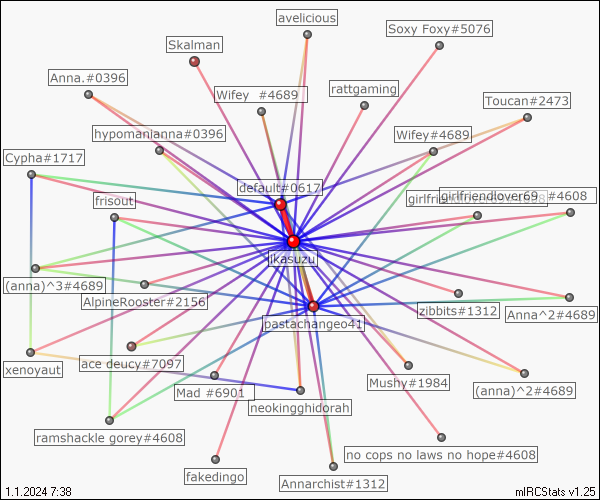 avelicious
Soxy Foxy#5076
Skalman
Anna.#0396
Wifey #4689
rattgaming
Toucan#2473
hypomanianna#0396
Wifey#4689
Cypha#1717
default#0617
frisout
girlfriendlover69 #4608
ikasuzu
(anna)^3#4689
AlpineRooster#2156
zibbits#1312
Anna^2#4689
pastachangeo41
xenoyaut
ace deucy#7097
Mad #6901
Mushy#1984
(anna)^2#4689
neokingghidorah
ramshackle gorey#4608
no cops no laws no hope#4608
fakedingo
Annarchist#1312
1.1.2024 7:38
mIRCStats v1.25